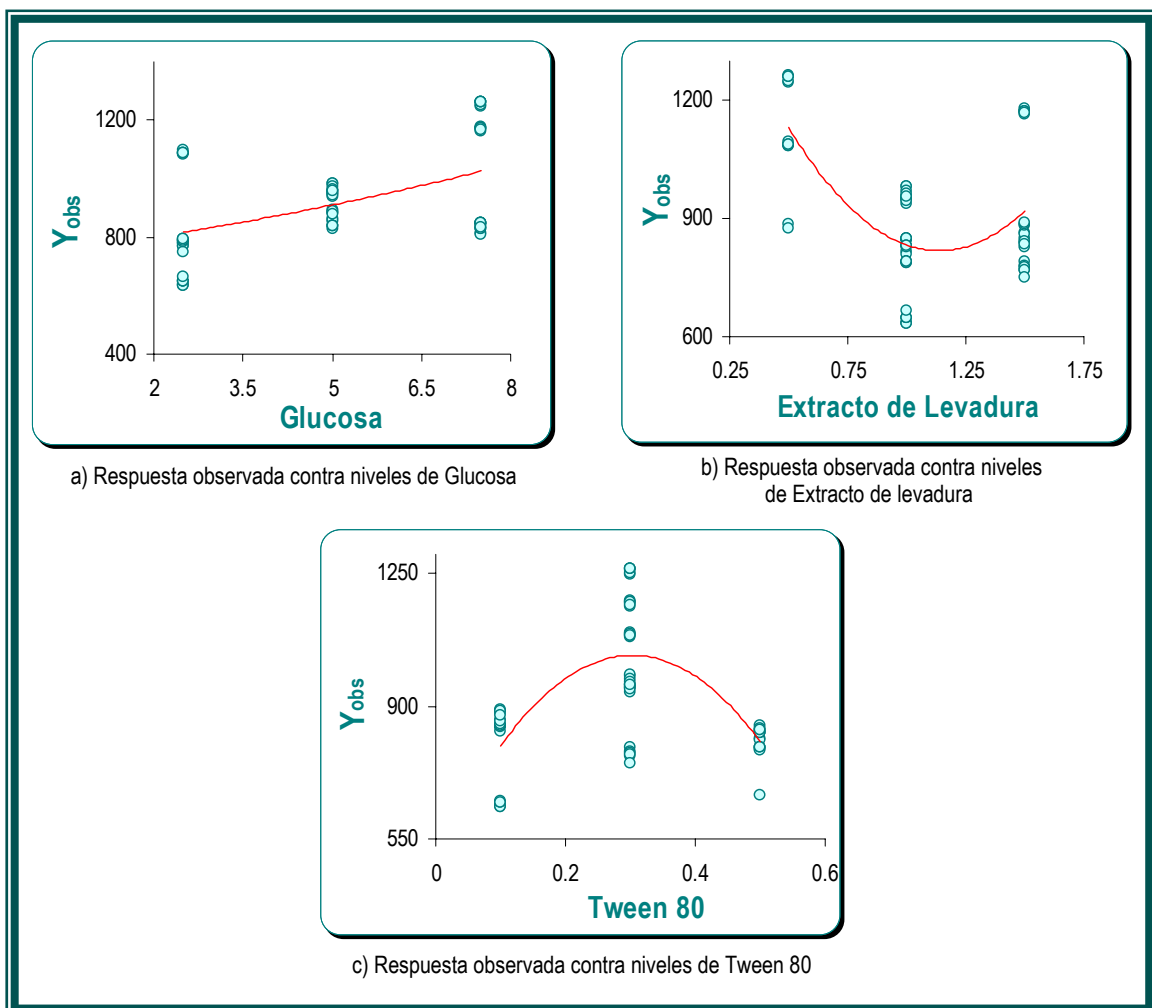 1200
800
400
Yobs
2 3.5 5 6.5 8
Glucosa
a) Respuesta observada contra niveles de Glucosa
1200
900
600
Yobs
0.25 0.75 1.25 1.75
Extracto de Levadura
b) Respuesta observada contra niveles
de Extracto de levadura
1250
900
550
Yobs
0 0.2 0.4 0.6
Tween 80
c) Respuesta observada contra niveles de Tween 80